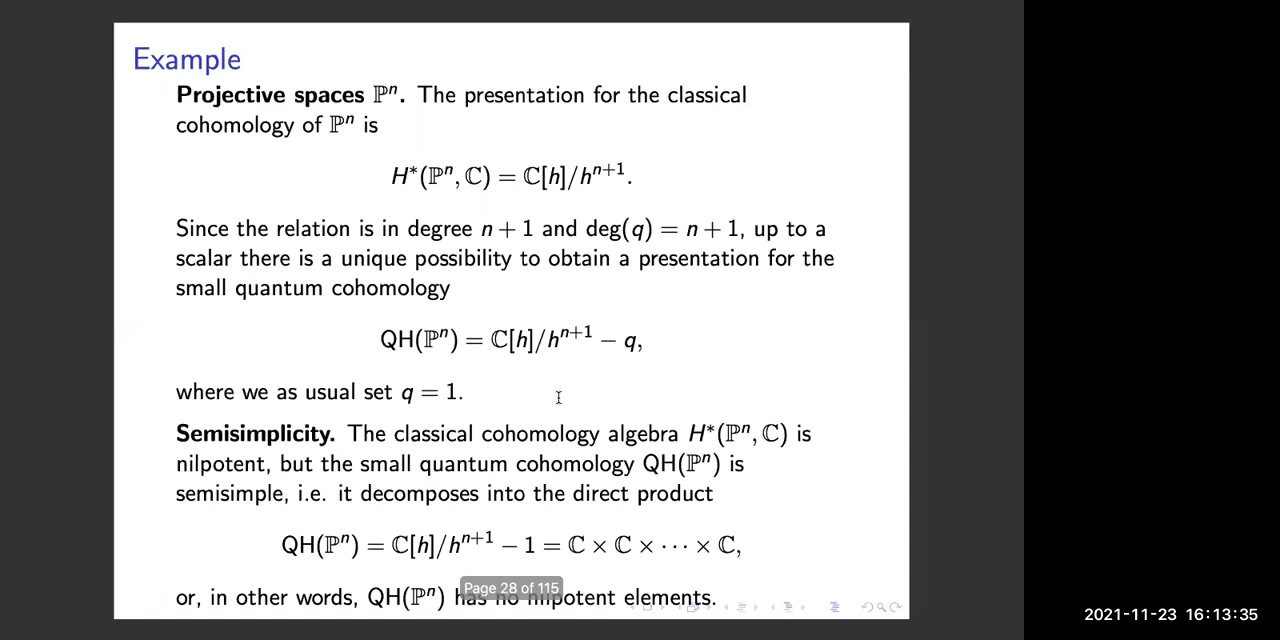 Example
Projective spaces ℙⁿ. The presentation for the classical
cohomology of ℙⁿ is
H*(ℙⁿ, ℂ) = ℂ[h]/hⁿ⁺¹.
Since the relation is in degree n + 1 and deg(q) = n + 1, up to a
scalar there is a unique possibility to obtain a presentation for the
small quantum cohomology
QH(ℙⁿ) = ℂ[h]/hⁿ⁺¹ − q,
where we as usual set q = 1.
Semisimplicity. The classical cohomology algebra H*(ℙⁿ, ℂ) is
nilpotent, but the small quantum cohomology QH(ℙⁿ) is
semisimple, i.e. it decomposes into the direct product
QH(ℙⁿ) = ℂ[h]/hⁿ⁺¹ − 1 = ℂ × ℂ × ⋯ × ℂ,
Page 28 of 115
or, in other words, QH(ℙⁿ) has no nilpotent elements.
2021-11-23 16:13:35